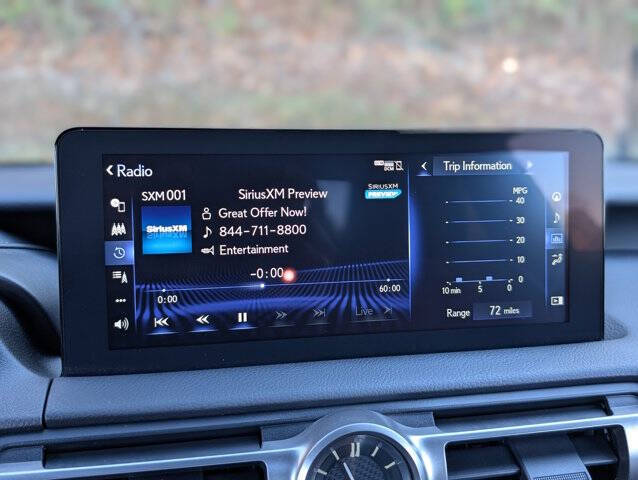 Radio
DCM
SXM 001
SiriusXM Preview
SIRIUSXM
PREVIEW
SiriusXM
Great Offer Now!
844-711-8800
Entertainment
-0:00
0:00
60:00
Live
Trip Information
MPG
40
30
20
10
0
10 min 5 0
Range 72 miles